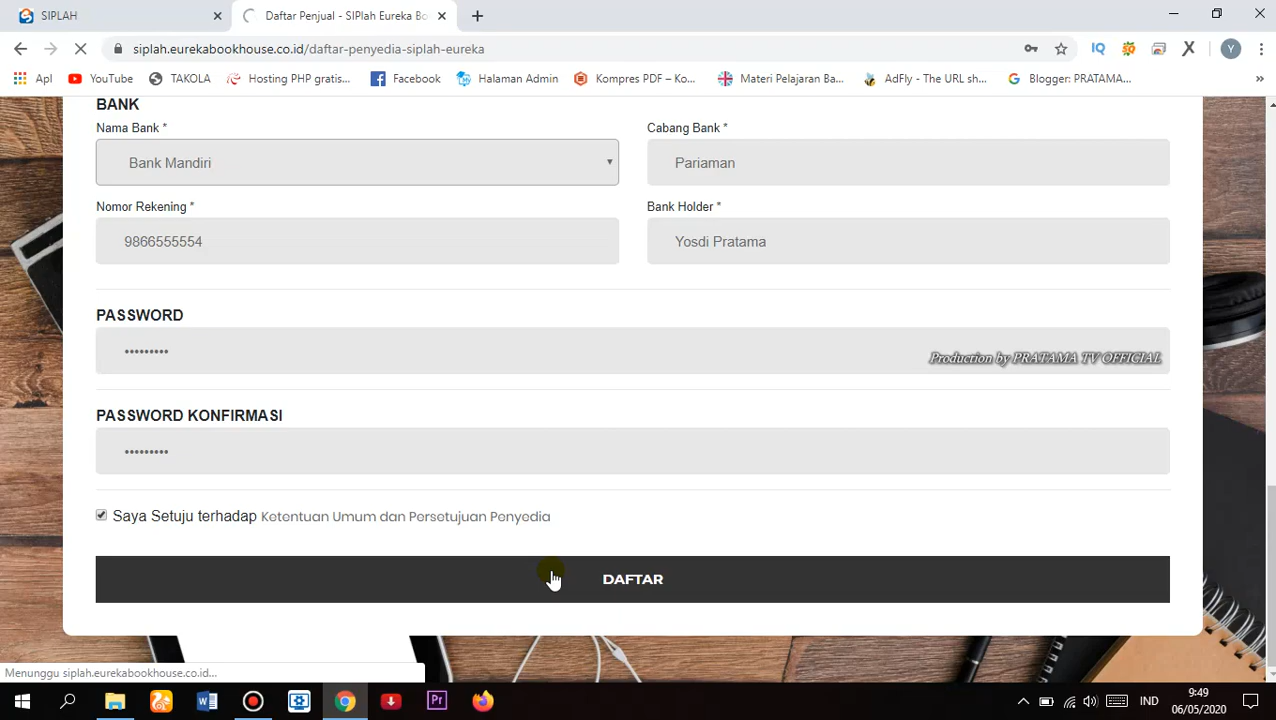 SIPLAH
Daftar Penjual - SIPlah Eureka Bo
siplah.eurekabookhouse.co.id/daftar-penyedia-siplah-eureka
IQ
Y
Apl
YouTube
TAKOLA
Hosting PHP gratis...
Facebook
Halaman Admin
Kompres PDF – Ko...
Materi Pelajaran Ba...
AdFly - The URL sh...
Blogger: PRATAMA...
»
BANK
Nama Bank *
Cabang Bank *
Bank Mandiri
Pariaman
Nomor Rekening *
Bank Holder *
9866555554
Yosdi Pratama
PASSWORD
•••••••••
Production by PRATAMA TV OFFICIAL
PASSWORD KONFIRMASI
•••••••••
Saya Setuju terhadap Ketentuan Umum dan Persetujuan Penyedia
DAFTAR
Menunggu siplah.eurekabookhouse.co.id...
Pr
IND
9:49
06/05/2020